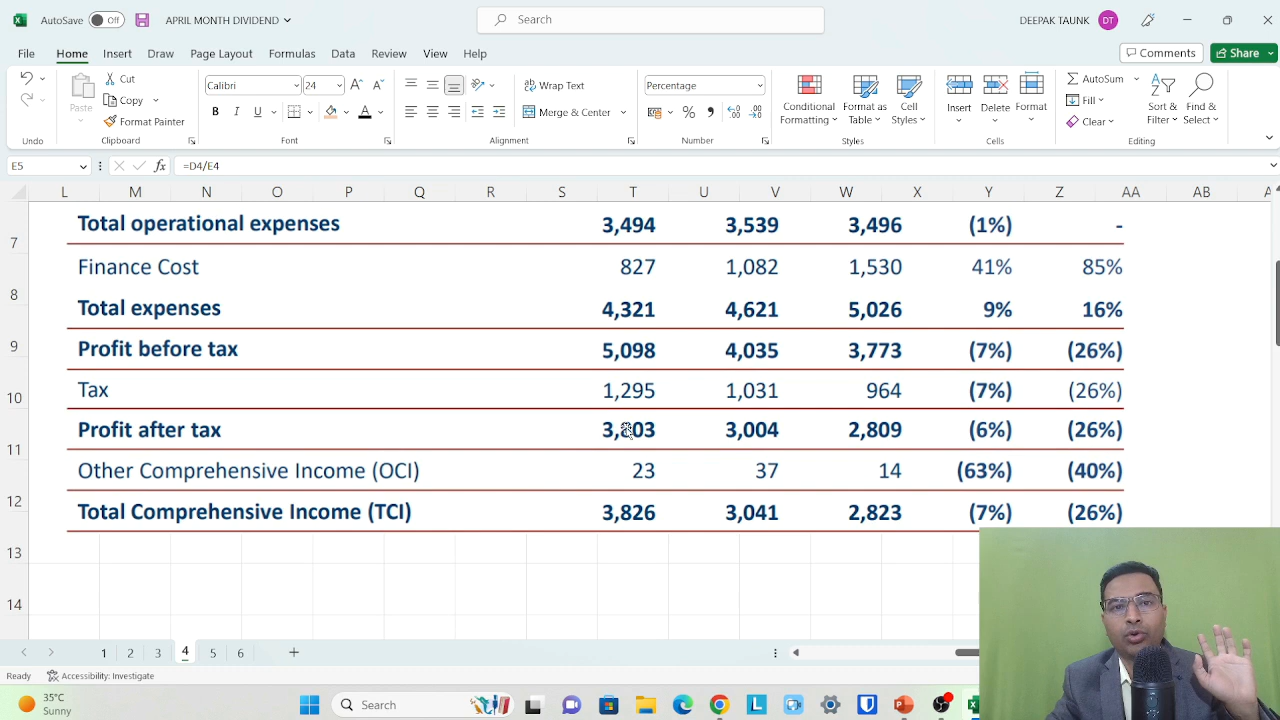 AutoSave Off APRIL MONTH DIVIDEND Search DEEPAK TAUNK DT
File Home Insert Draw Page Layout Formulas Data Review View Help Comments Share
Paste Cut Calibri 24 Wrap Text Percentage Conditional Formatting Format as Table Cell Styles Insert Delete Format AutoSum Sort & Filter Find & Select
Copy Merge & Center Fill
Format Painter B I U A % Clear
Undo Clipboard Font Alignment Number Styles Cells Editing
E5 fx =D4/E4
L M N O P Q R S T U V W X Y Z AA AB
7 Total operational expenses 3,494 3,539 3,496 (1%) -
8 Finance Cost 827 1,082 1,530 41% 85%
Total expenses 4,321 4,621 5,026 9% 16%
9 Profit before tax 5,098 4,035 3,773 (7%) (26%)
10 Tax 1,295 1,031 964 (7%) (26%)
11 Profit after tax 3,803 3,004 2,809 (6%) (26%)
12 Other Comprehensive Income (OCI) 23 37 14 (63%) (40%)
Total Comprehensive Income (TCI) 3,826 3,041 2,823 (7%) (26%)
13
14
1 2 3 4 5 6
Ready Accessibility: Investigate
35°C
Sunny
Search